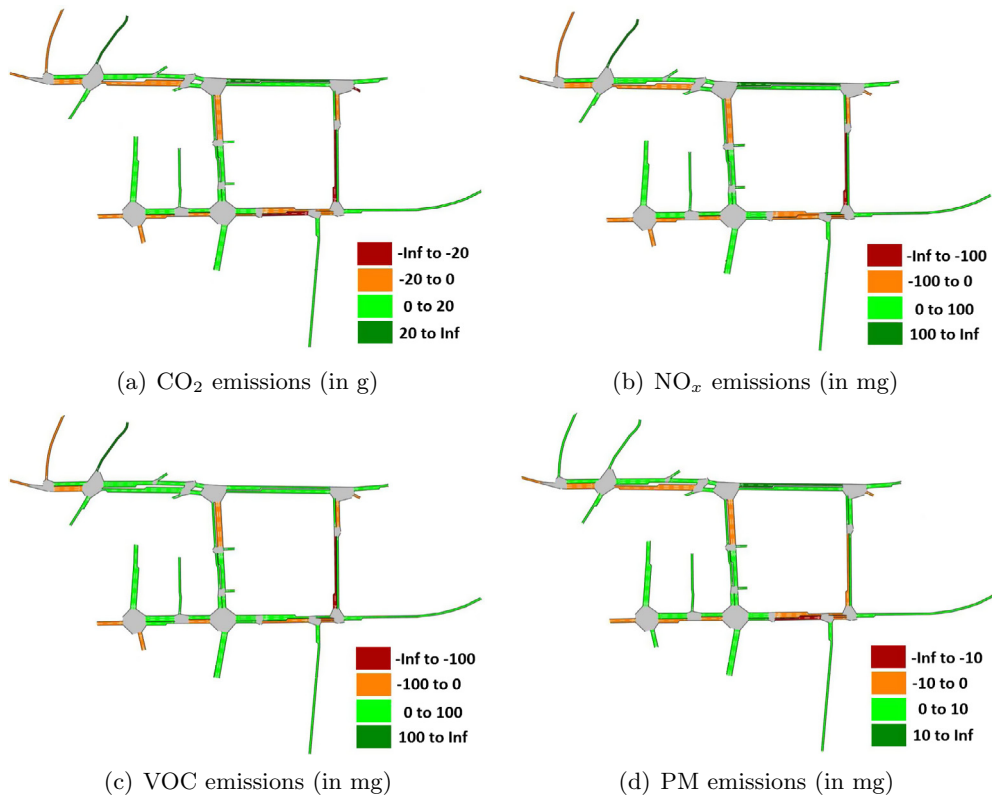 -Inf to -20
-20 to 0
0 to 20
20 to Inf
(a) CO₂ emissions (in g)
-Inf to -100
-100 to 0
0 to 100
100 to Inf
(b) NOₓ emissions (in mg)
-Inf to -100
-100 to 0
0 to 100
100 to Inf
(c) VOC emissions (in mg)
-Inf to -10
-10 to 0
0 to 10
10 to Inf
(d) PM emissions (in mg)